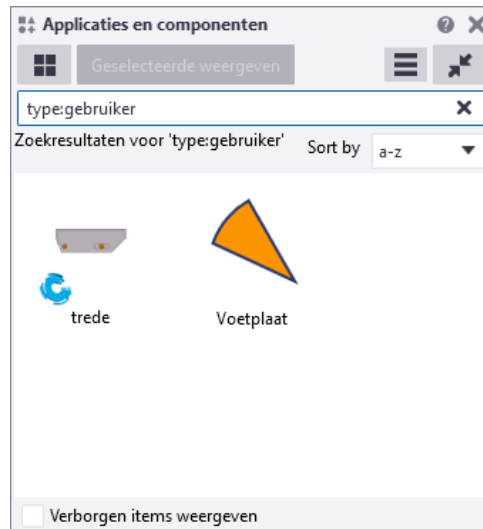 Applicaties en componenten
Geselecteerde weergeven
type:gebruiker
Zoekresultaten voor 'type:gebruiker' Sort by a-z
trede Voetplaat
Verborgen items weergeven